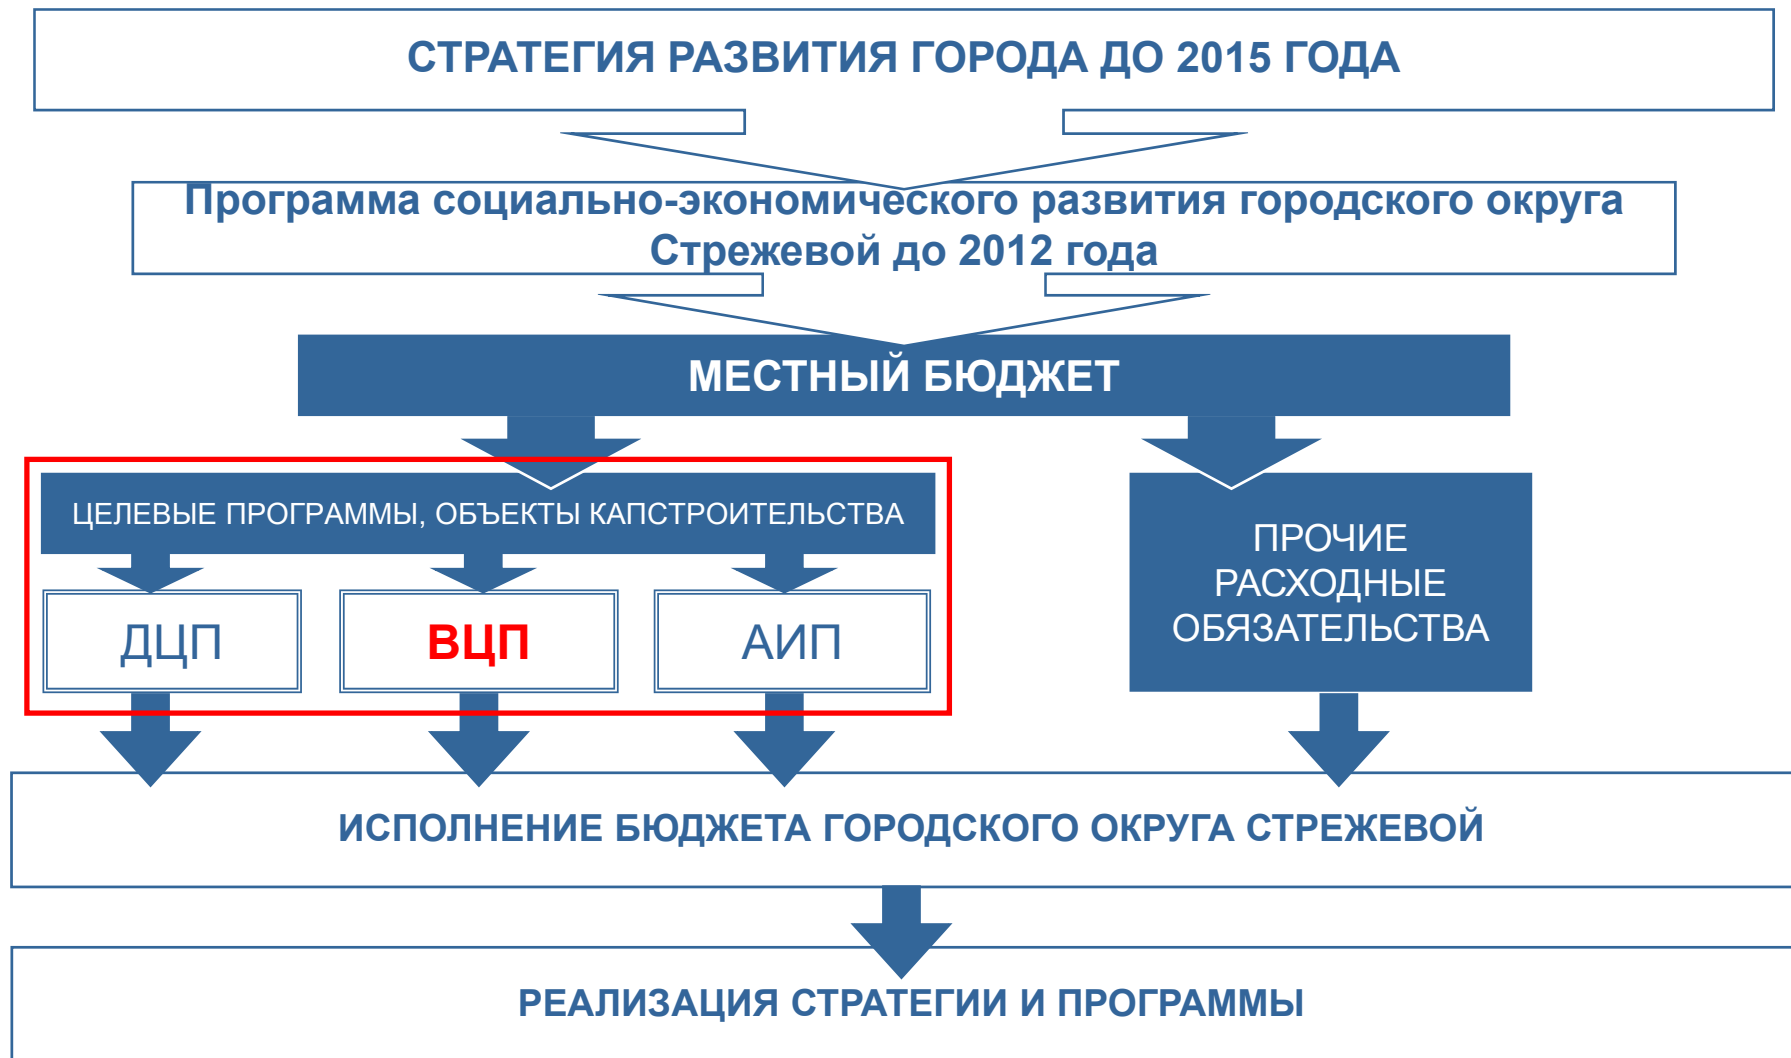 СТРАТЕГИЯ РАЗВИТИЯ ГОРОДА ДО 2015 ГОДА
Программа социально-экономического развития городского округа
Стрежевой до 2012 года
МЕСТНЫЙ БЮДЖЕТ
ЦЕЛЕВЫЕ ПРОГРАММЫ, ОБЪЕКТЫ КАПСТРОИТЕЛЬСТВА
ДЦП
ВЦП
АИП
ПРОЧИЕ
РАСХОДНЫЕ
ОБЯЗАТЕЛЬСТВА
ИСПОЛНЕНИЕ БЮДЖЕТА ГОРОДСКОГО ОКРУГА СТРЕЖЕВОЙ
РЕАЛИЗАЦИЯ СТРАТЕГИИ И ПРОГРАММЫ